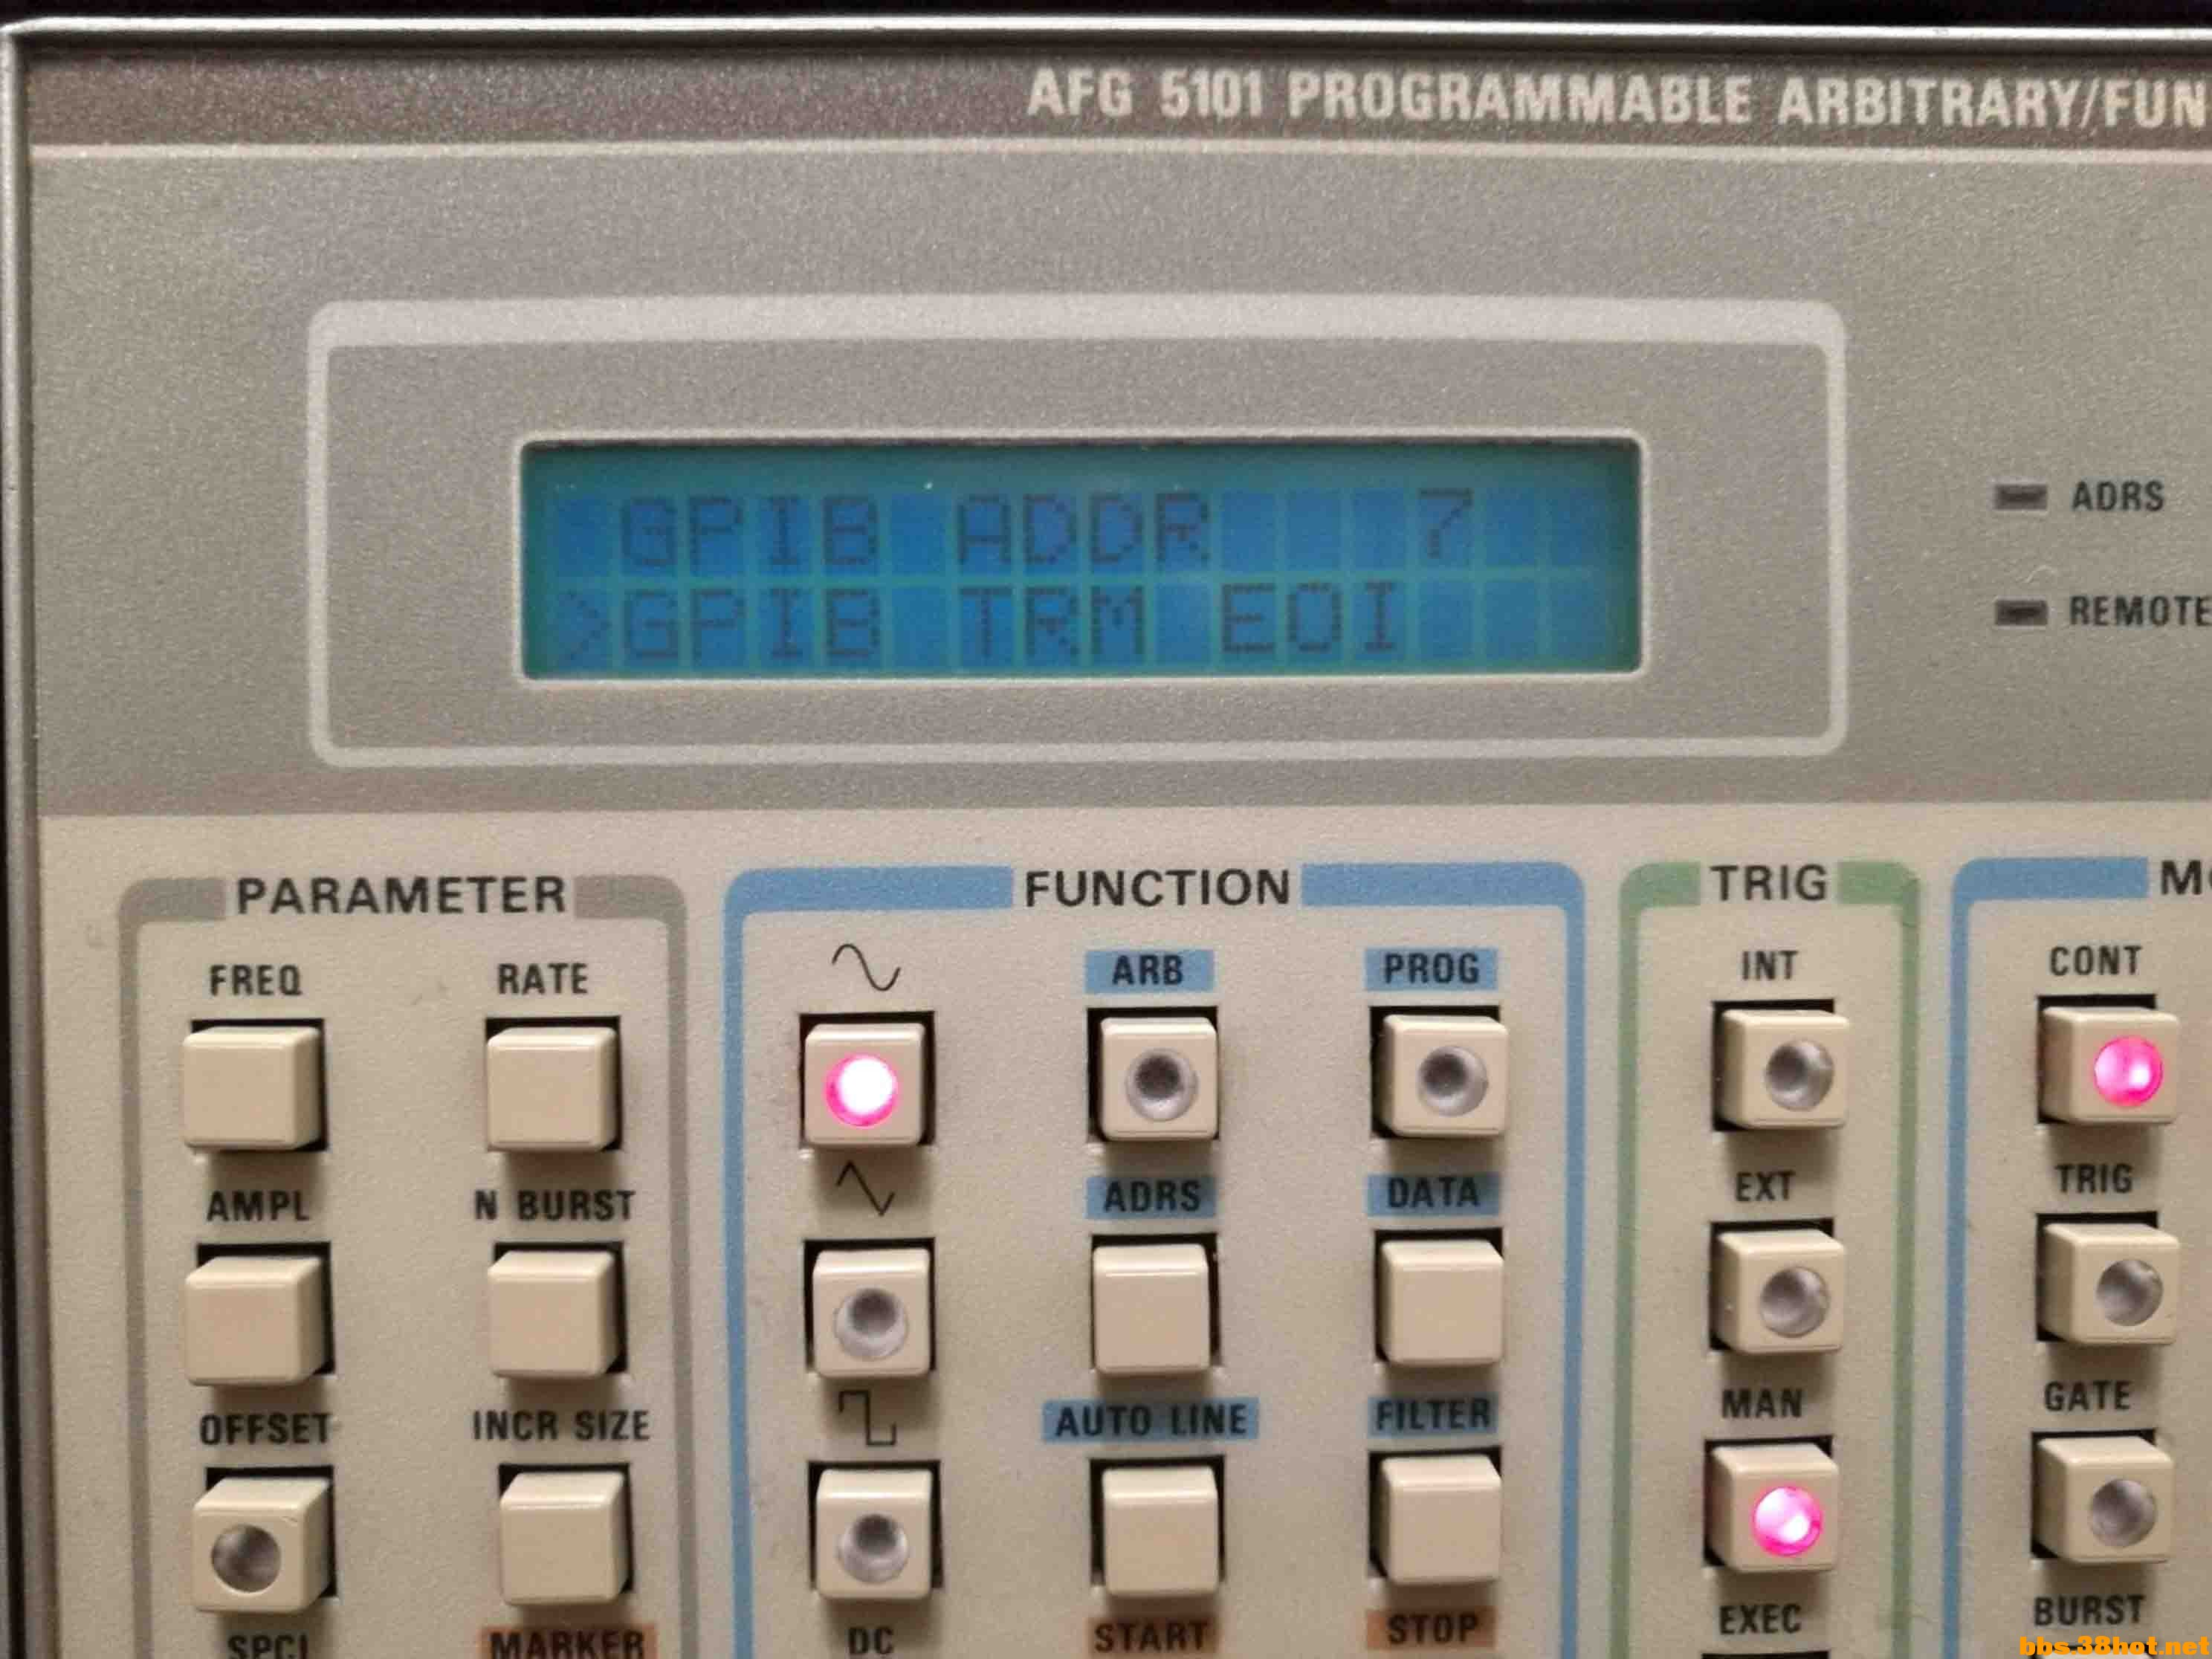 AFG 5101 PROGRAMMABLE ARBITRARY/FUN
GPIB ADDR 7
>GPIB TRM EOI
ADRS
REMOTE
PARAMETER
FUNCTION
TRIG
FREQ
RATE
ARB
PROG
INT
CONT
AMPL
N BURST
ADRS
DATA
EXT
TRIG
OFFSET
INCR SIZE
AUTO LINE
FILTER
MAN
GATE
SPCL
MARKER
DC
START
STOP
EXEC
BURST
bbs.38hot.net